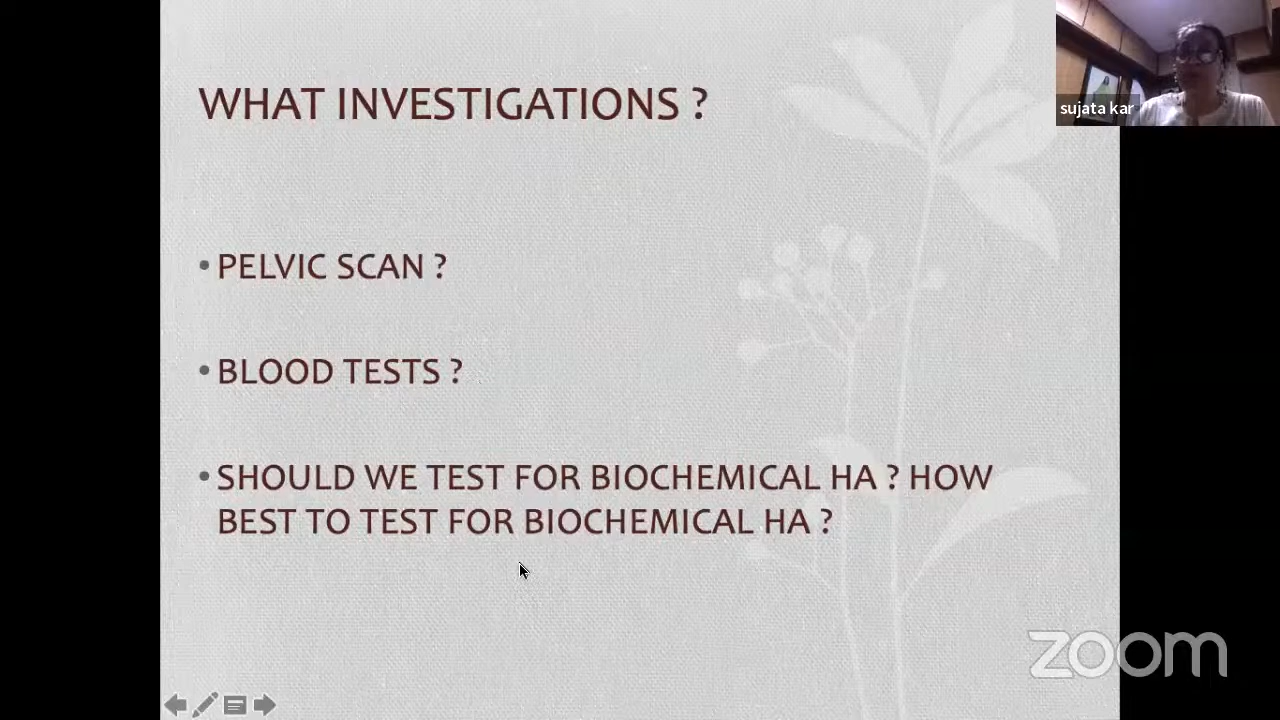 WHAT INVESTIGATIONS ?
sujata kar
• PELVIC SCAN ?
• BLOOD TESTS ?
• SHOULD WE TEST FOR BIOCHEMICAL HA ? HOW
BEST TO TEST FOR BIOCHEMICAL HA ?
zoom